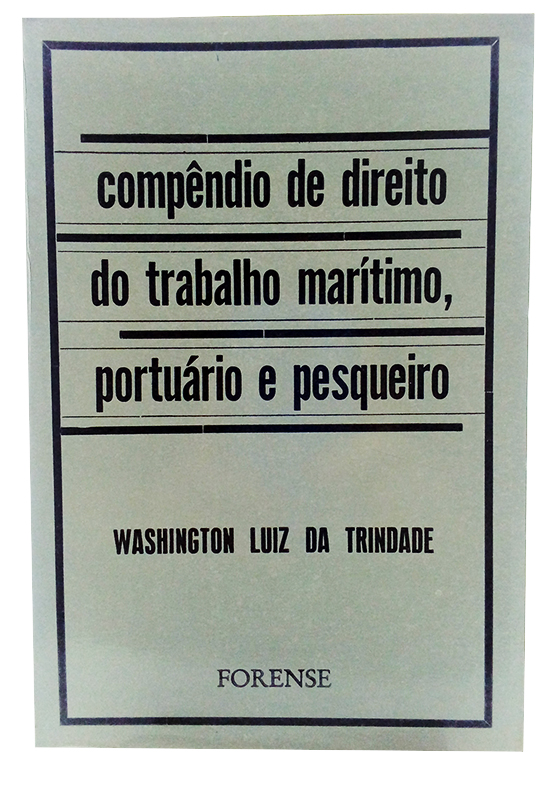 compêndio de direito
do trabalho marítimo,
portuário e pesqueiro
WASHINGTON LUIZ DA TRINDADE
FORENSE